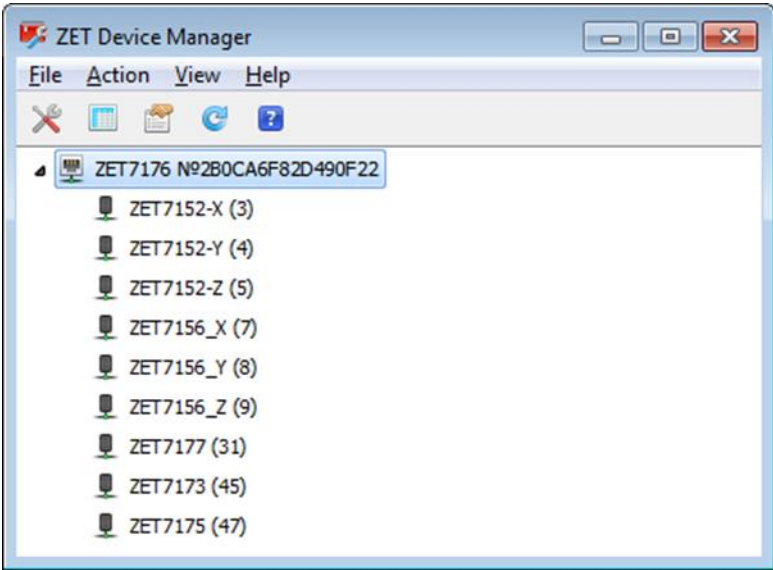 ZET Device Manager
File Action View Help
ZET7176 №2B0CA6F82D490F22
ZET7152-X (3)
ZET7152-Y (4)
ZET7152-Z (5)
ZET7156_X (7)
ZET7156_Y (8)
ZET7156_Z (9)
ZET7177 (31)
ZET7173 (45)
ZET7175 (47)